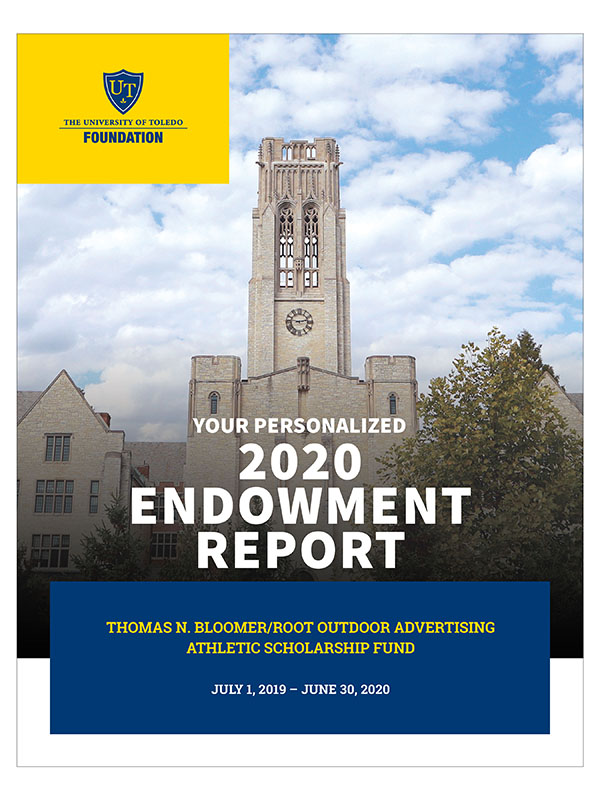 UT
THE UNIVERSITY OF TOLEDO
FOUNDATION
YOUR PERSONALIZED
2020
ENDOWMENT
REPORT
THOMAS N. BLOOMER/ROOT OUTDOOR ADVERTISING
ATHLETIC SCHOLARSHIP FUND
JULY 1, 2019 – JUNE 30, 2020